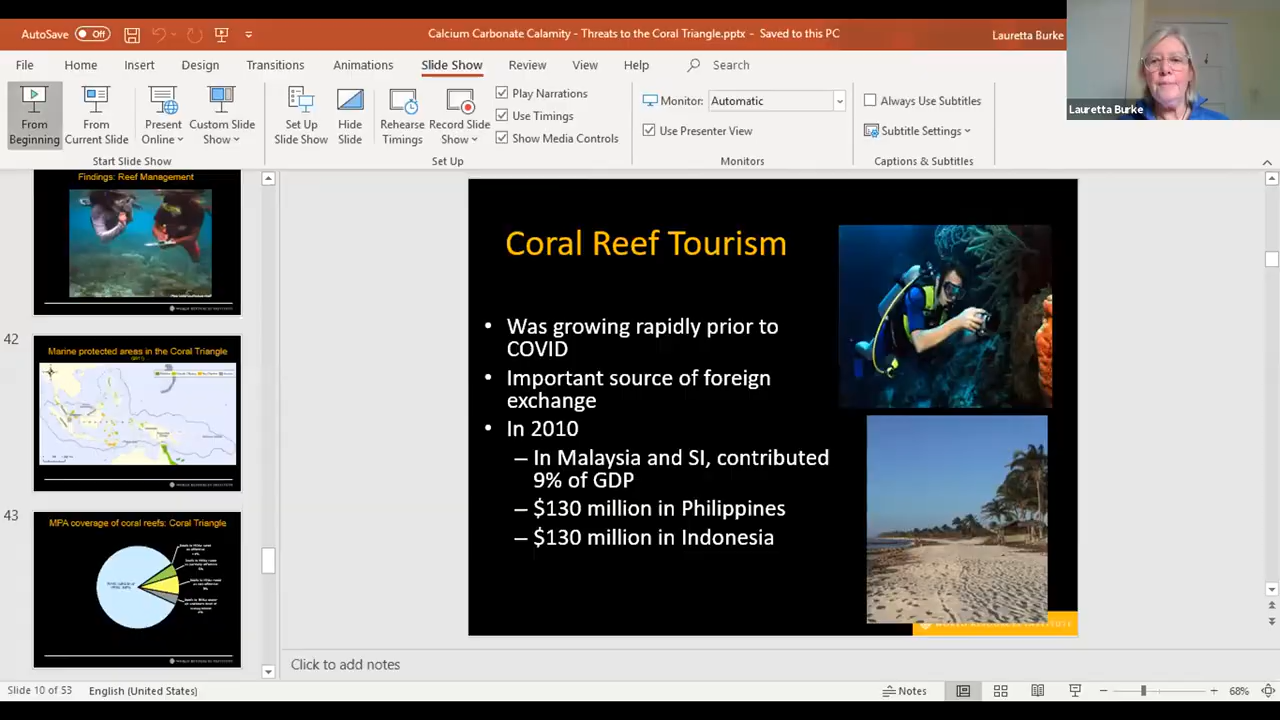 AutoSave Off
Calcium Carbonate Calamity - Threats to the Coral Triangle.pptx - Saved to this PC
Lauretta Burke
Lauretta Burke
File Home Insert Design Transitions Animations Slide Show Review View Help Search
From Beginning
From Current Slide
Present Online
Custom Slide Show
Start Slide Show
Set Up Slide Show
Hide Slide
Rehearse Timings
Record Slide Show
Play Narrations
Use Timings
Show Media Controls
Set Up
Monitor: Automatic
Use Presenter View
Monitors
Always Use Subtitles
Subtitle Settings
Captions & Subtitles
Findings: Reef Management
42
Marine protected areas in the Coral Triangle
43
MPA coverage of coral reefs: Coral Triangle
Coral Reef Tourism
• Was growing rapidly prior to
COVID
• Important source of foreign
exchange
• In 2010
– In Malaysia and SI, contributed
9% of GDP
– $130 million in Philippines
– $130 million in Indonesia
Click to add notes
Slide 10 of 53 English (United States)
Notes
68%